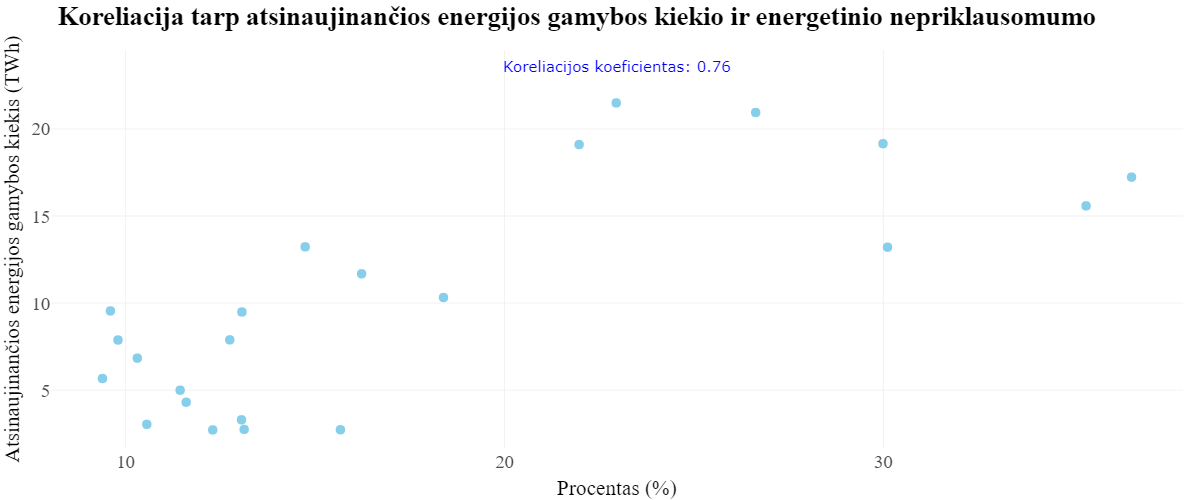 Koreliacija tarp atsinaujinančios energijos gamybos kiekio ir energetinio nepriklausomumo
Koreliacijos koeficientas: 0.76
Atsinaujinančios energijos gamybos kiekis (TWh)
20
15
10
5
10
20
30
Procentas (%)